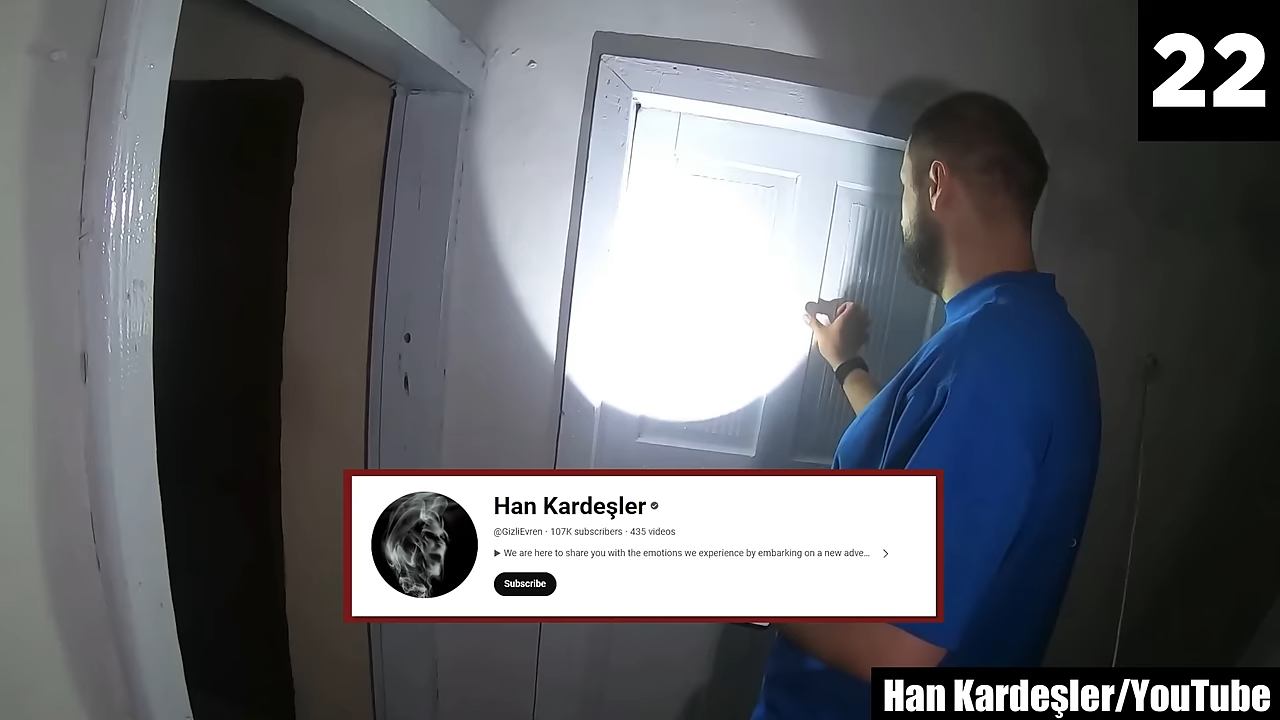 22
Han Kardeşler
@GizliEvren · 107K subscribers · 435 videos
▶ We are here to share you with the emotions we experience by embarking on a new adve...
Subscribe
Han Kardeşler/YouTube